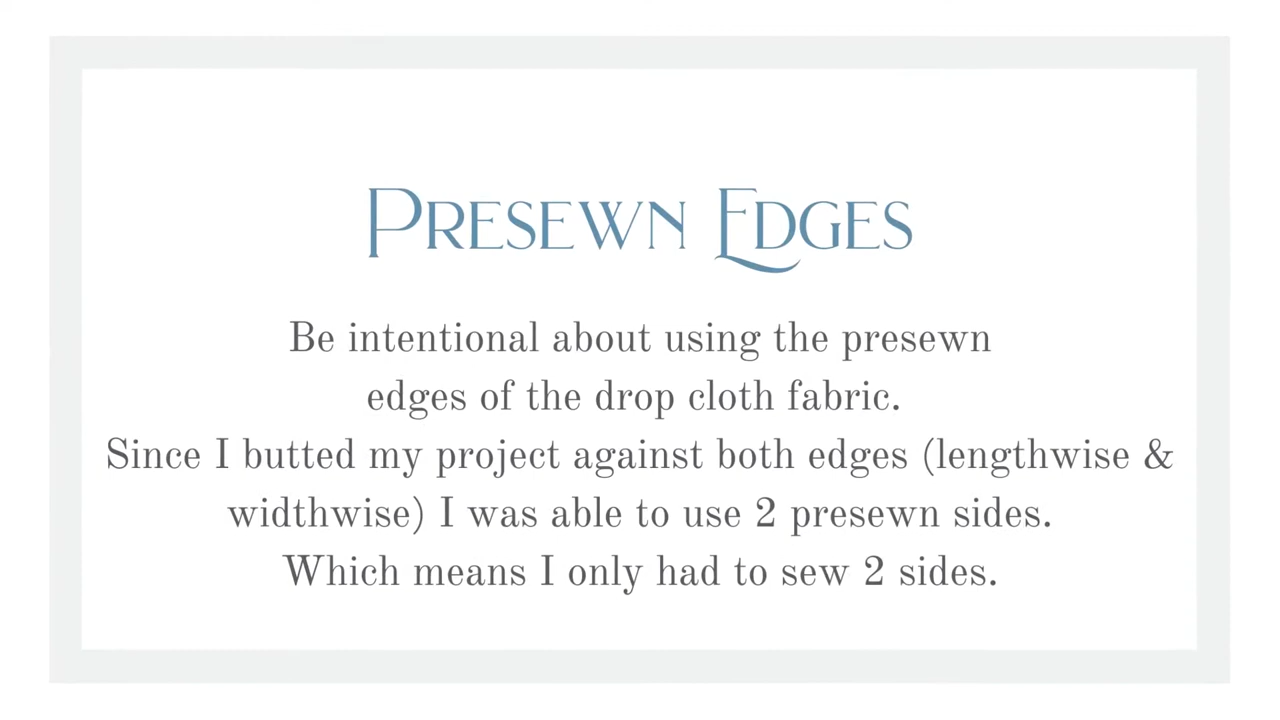 Presewn Edges
Be intentional about using the presewn
edges of the drop cloth fabric.
Since I butted my project against both edges (lengthwise &
widthwise) I was able to use 2 presewn sides.
Which means I only had to sew 2 sides.